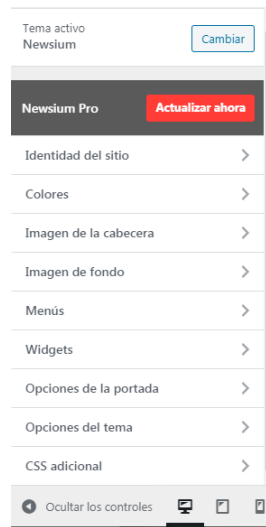 Tema activo
Newsium
Cambiar
Newsium Pro
Actualizar ahora
Identidad del sitio
Colores
Imagen de la cabecera
Imagen de fondo
Menús
Widgets
Opciones de la portada
Opciones del tema
CSS adicional
Ocultar los controles